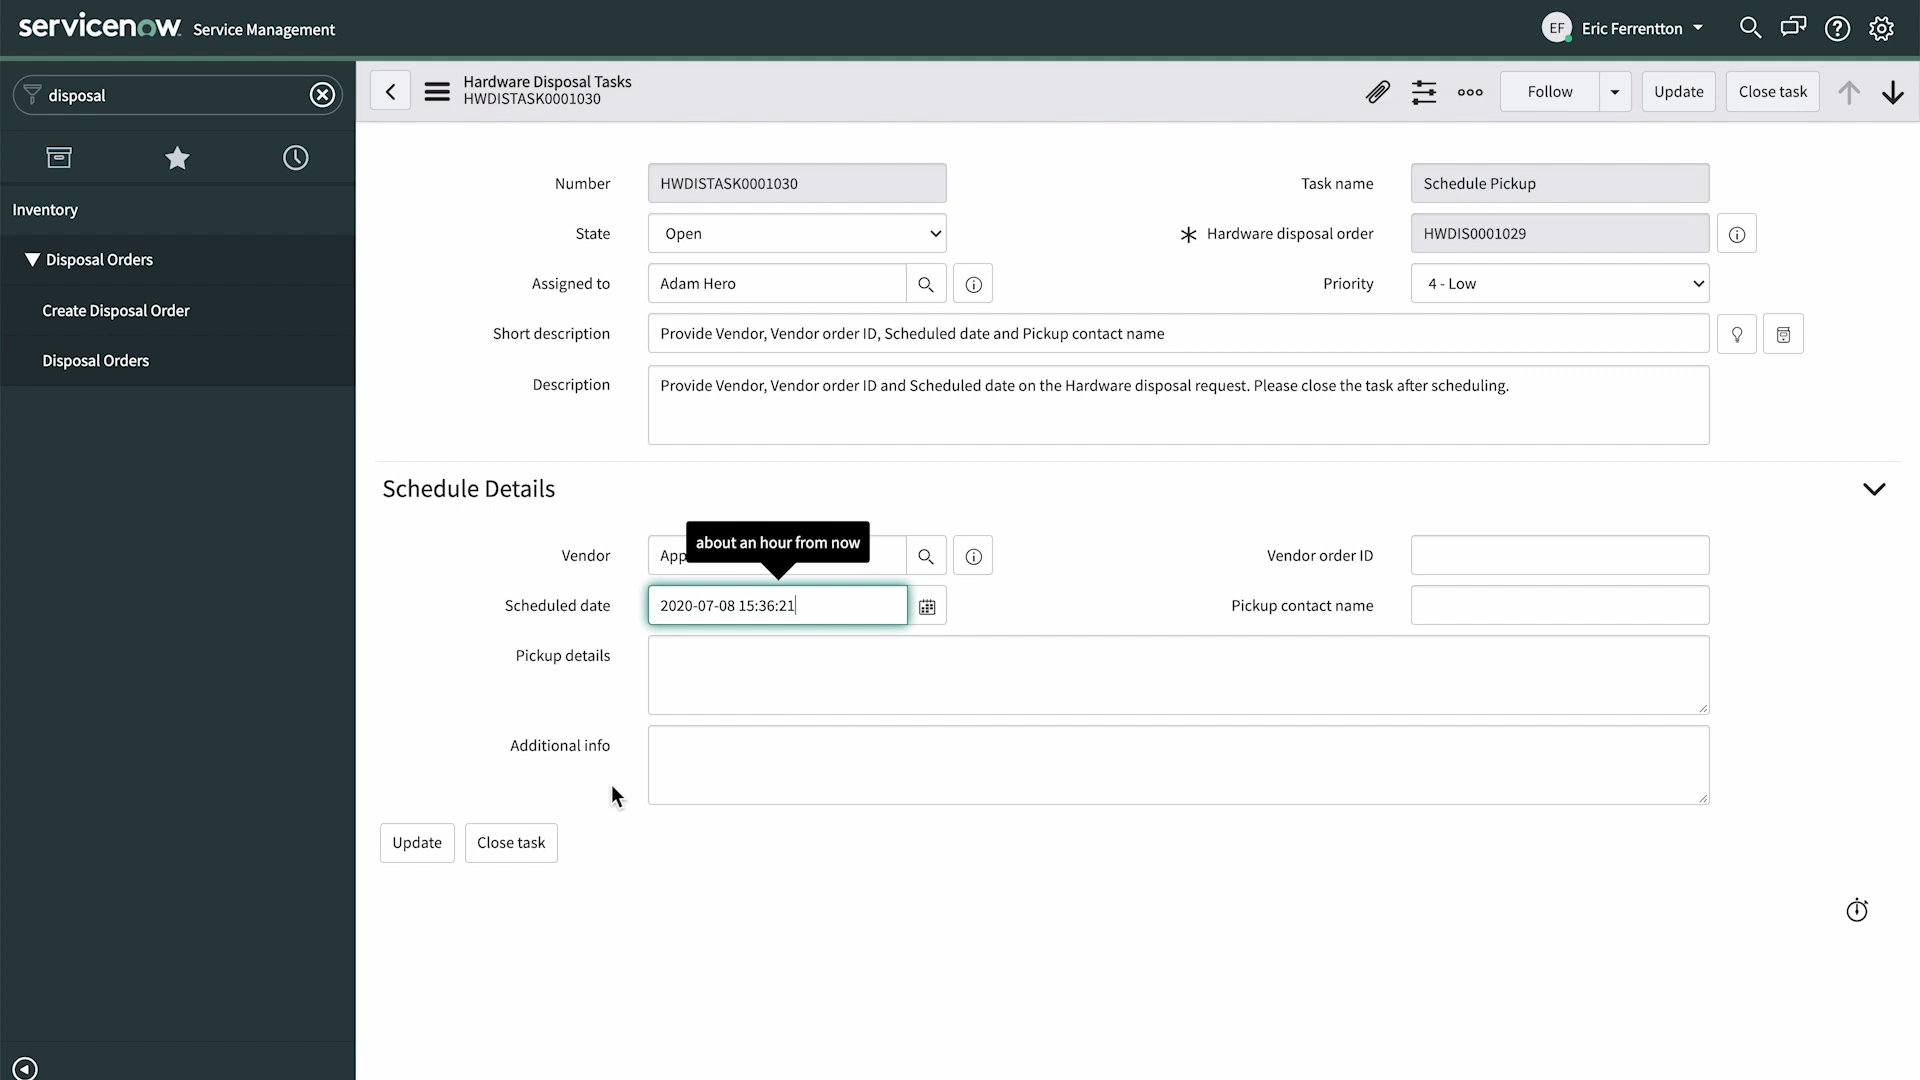 servicenow Service Management
EF Eric Ferrentton
disposal
Inventory
Disposal Orders
Create Disposal Order
Disposal Orders
Hardware Disposal Tasks
HWDISTASK0001030
Follow Update Close task
Number HWDISTASK0001030 Task name Schedule Pickup
State Open Hardware disposal order HWDIS0001029
Assigned to Adam Hero Priority 4 - Low
Short description Provide Vendor, Vendor order ID, Scheduled date and Pickup contact name
Description Provide Vendor, Vendor order ID and Scheduled date on the Hardware disposal request. Please close the task after scheduling.
Schedule Details
about an hour from now
Vendor Vendor order ID
Scheduled date 2020-07-08 15:36:21 Pickup contact name
Pickup details
Additional info
Update Close task